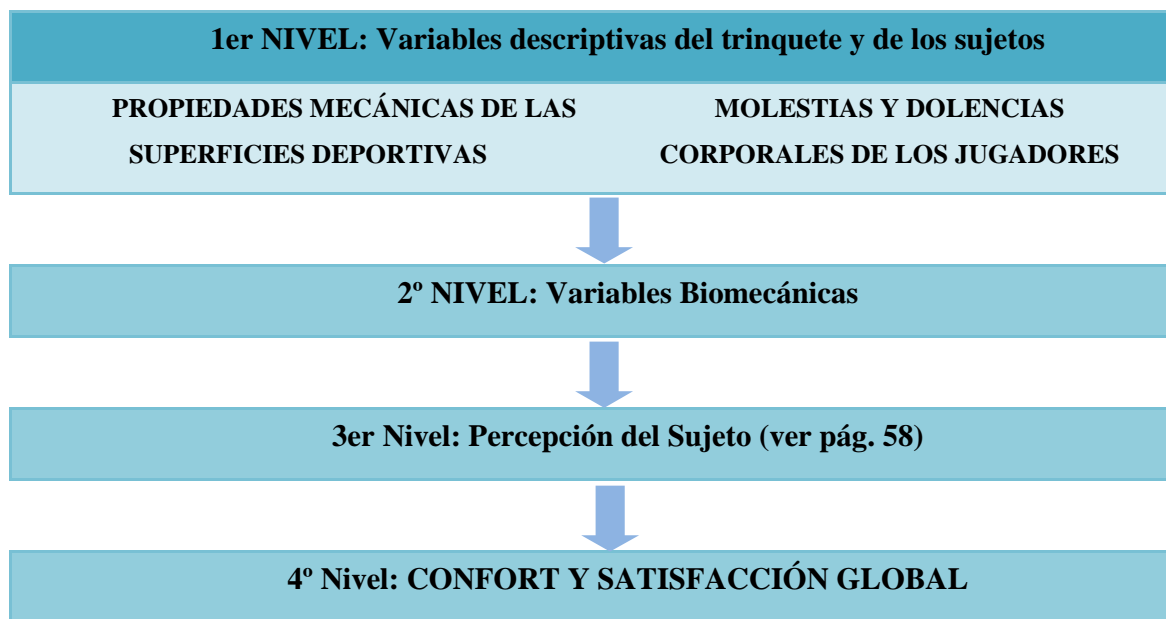 1er NIVEL: Variables descriptivas del trinquete y de los sujetos
PROPIEDADES MECÁNICAS DE LAS
SUPERFICIES DEPORTIVAS
MOLESTIAS Y DOLENCIAS
CORPORALES DE LOS JUGADORES
2º NIVEL: Variables Biomecánicas
3er Nivel: Percepción del Sujeto (ver pág. 58)
4º Nivel: CONFORT Y SATISFACCIÓN GLOBAL